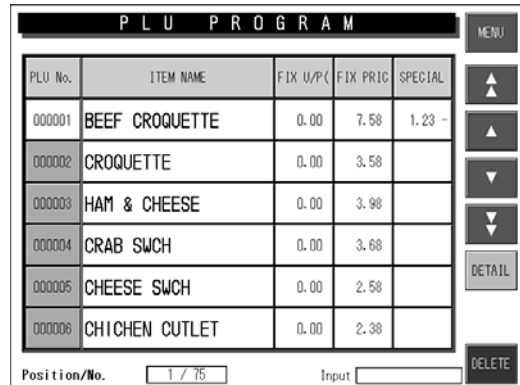 PLU PROGRAM
MENU
PLU No. ITEM NAME FIX U/P( FIX PRIC SPECIAL
000001 BEEF CROQUETTE 0.00 7.58 1.23 -
000002 CROQUETTE 0.00 3.58
000003 HAM & CHEESE 0.00 3.98
000004 CRAB SWCH 0.00 3.68
DETAIL
000005 CHEESE SWCH 0.00 2.58
000006 CHICHEN CUTLET 0.00 2.38
Position/No. 1 / 75 Input
DELETE